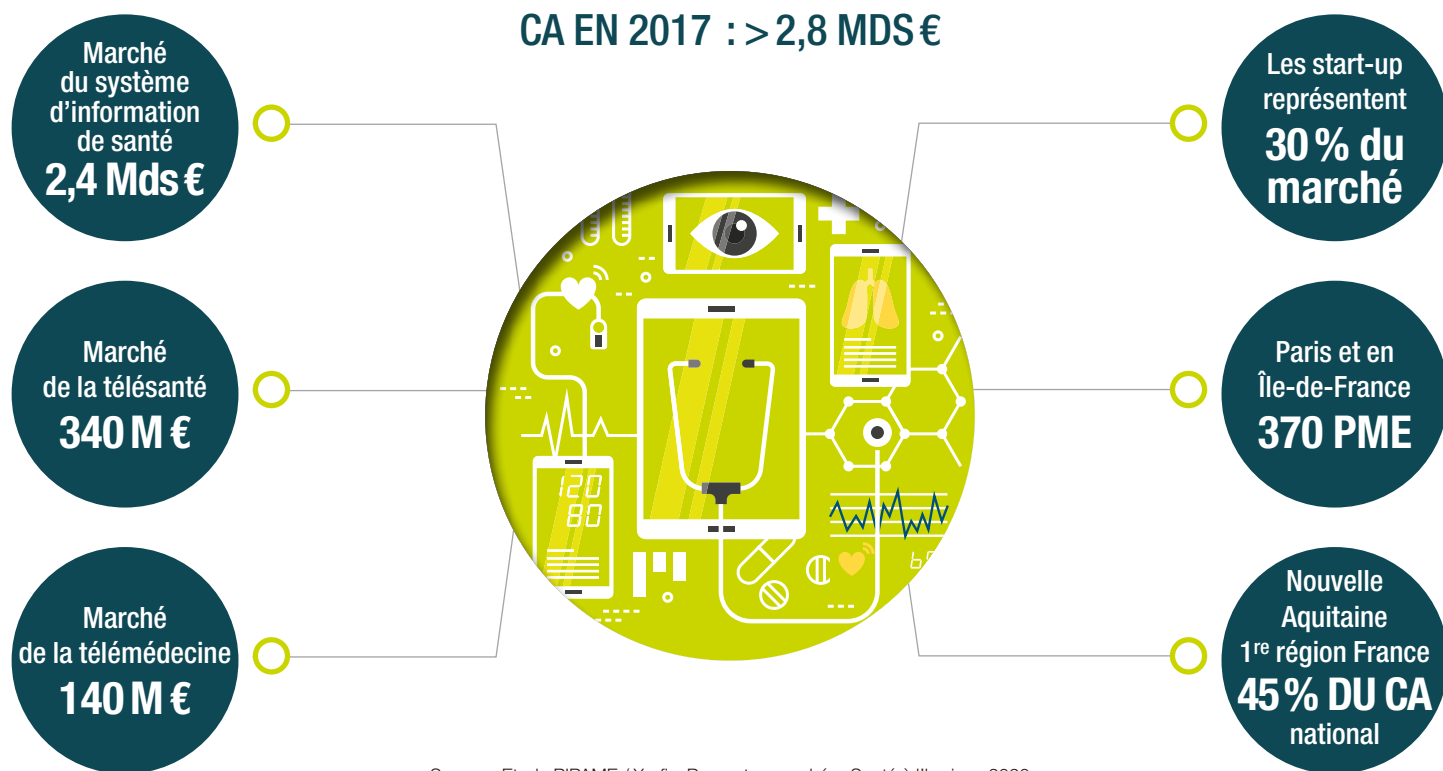 CA EN 2017 : > 2,8 MDS €
Marché
du système
d’information
de santé
2,4 Mds €
Marché
de la télésanté
340 M €
Marché
de la télémédecine
140 M €
Les start-up
représentent
30 % du
marché
Paris et en
Île-de-France
370 PME
Nouvelle
Aquitaine
1re région France
45 % DU CA
national
120
80